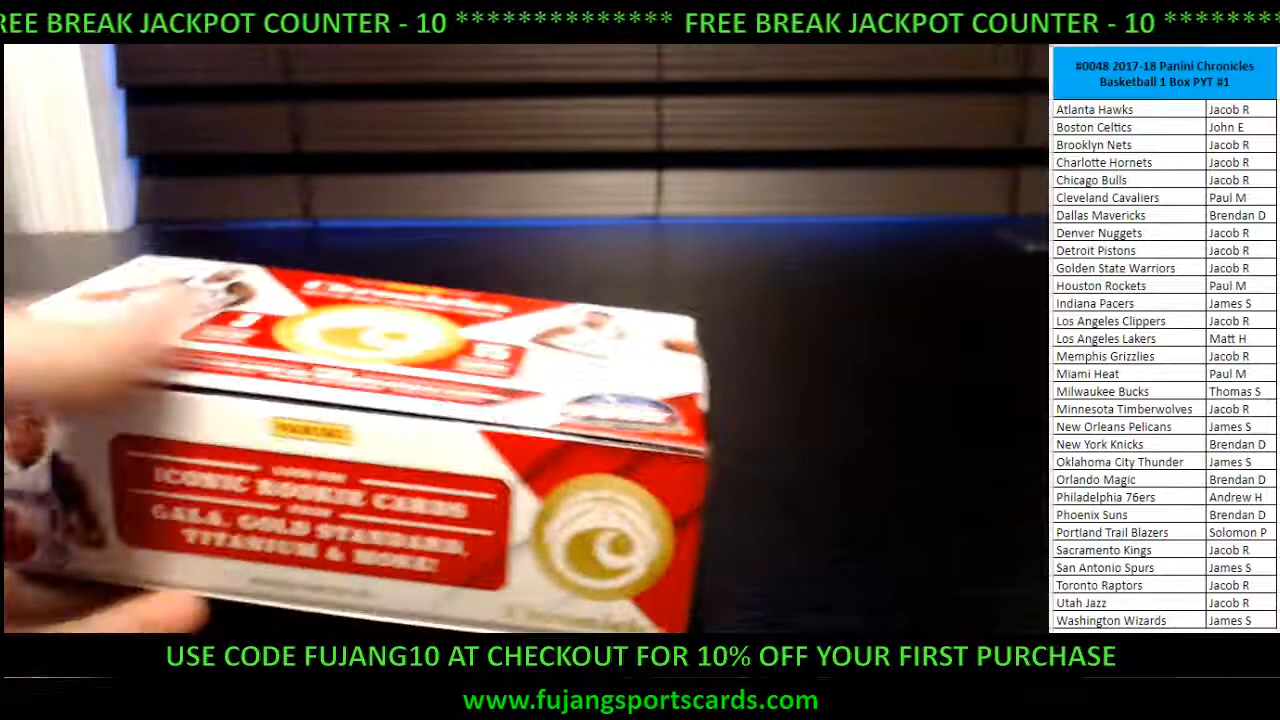 REE BREAK JACKPOT COUNTER - 10 ************** FREE BREAK JACKPOT COUNTER - 10 ********
#0048 2017-18 Panini Chronicles
Basketball 1 Box PYT #1
Atlanta Hawks Jacob R
Boston Celtics John E
Brooklyn Nets Jacob R
Charlotte Hornets Jacob R
Chicago Bulls Jacob R
Cleveland Cavaliers Paul M
Dallas Mavericks Brendan D
Denver Nuggets Jacob R
Detroit Pistons Jacob R
Golden State Warriors Jacob R
Houston Rockets Paul M
Indiana Pacers James S
Los Angeles Clippers Jacob R
Los Angeles Lakers Matt H
Memphis Grizzlies Jacob R
Miami Heat Paul M
Milwaukee Bucks Thomas S
Minnesota Timberwolves Jacob R
New Orleans Pelicans James S
New York Knicks Brendan D
Oklahoma City Thunder James S
Orlando Magic Brendan D
Philadelphia 76ers Andrew H
Phoenix Suns Brendan D
Portland Trail Blazers Solomon P
Sacramento Kings Jacob R
San Antonio Spurs James S
Toronto Raptors Jacob R
Utah Jazz Jacob R
Washington Wizards James S
Chronicles
PANINI
ICONIC ROOKIE CARDS
FROM
GALA, GOLD STANDARD,
TITANIUM & MORE!
USE CODE FUJANG10 AT CHECKOUT FOR 10% OFF YOUR FIRST PURCHASE
www.fujangsportscards.com